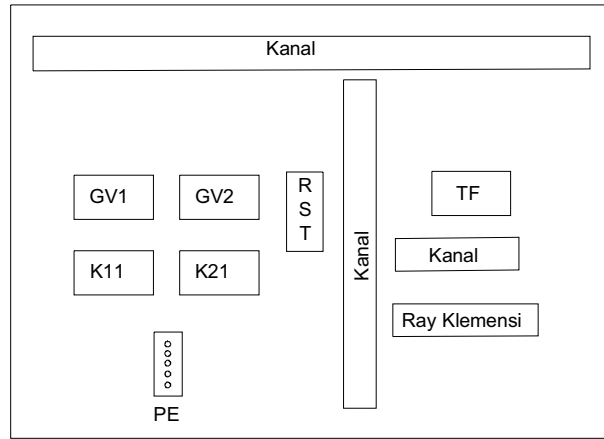 Kanal
GV1
GV2
R
S
T
TF
Kanal
Kanal
K11
K21
Ray Klemensi
PE